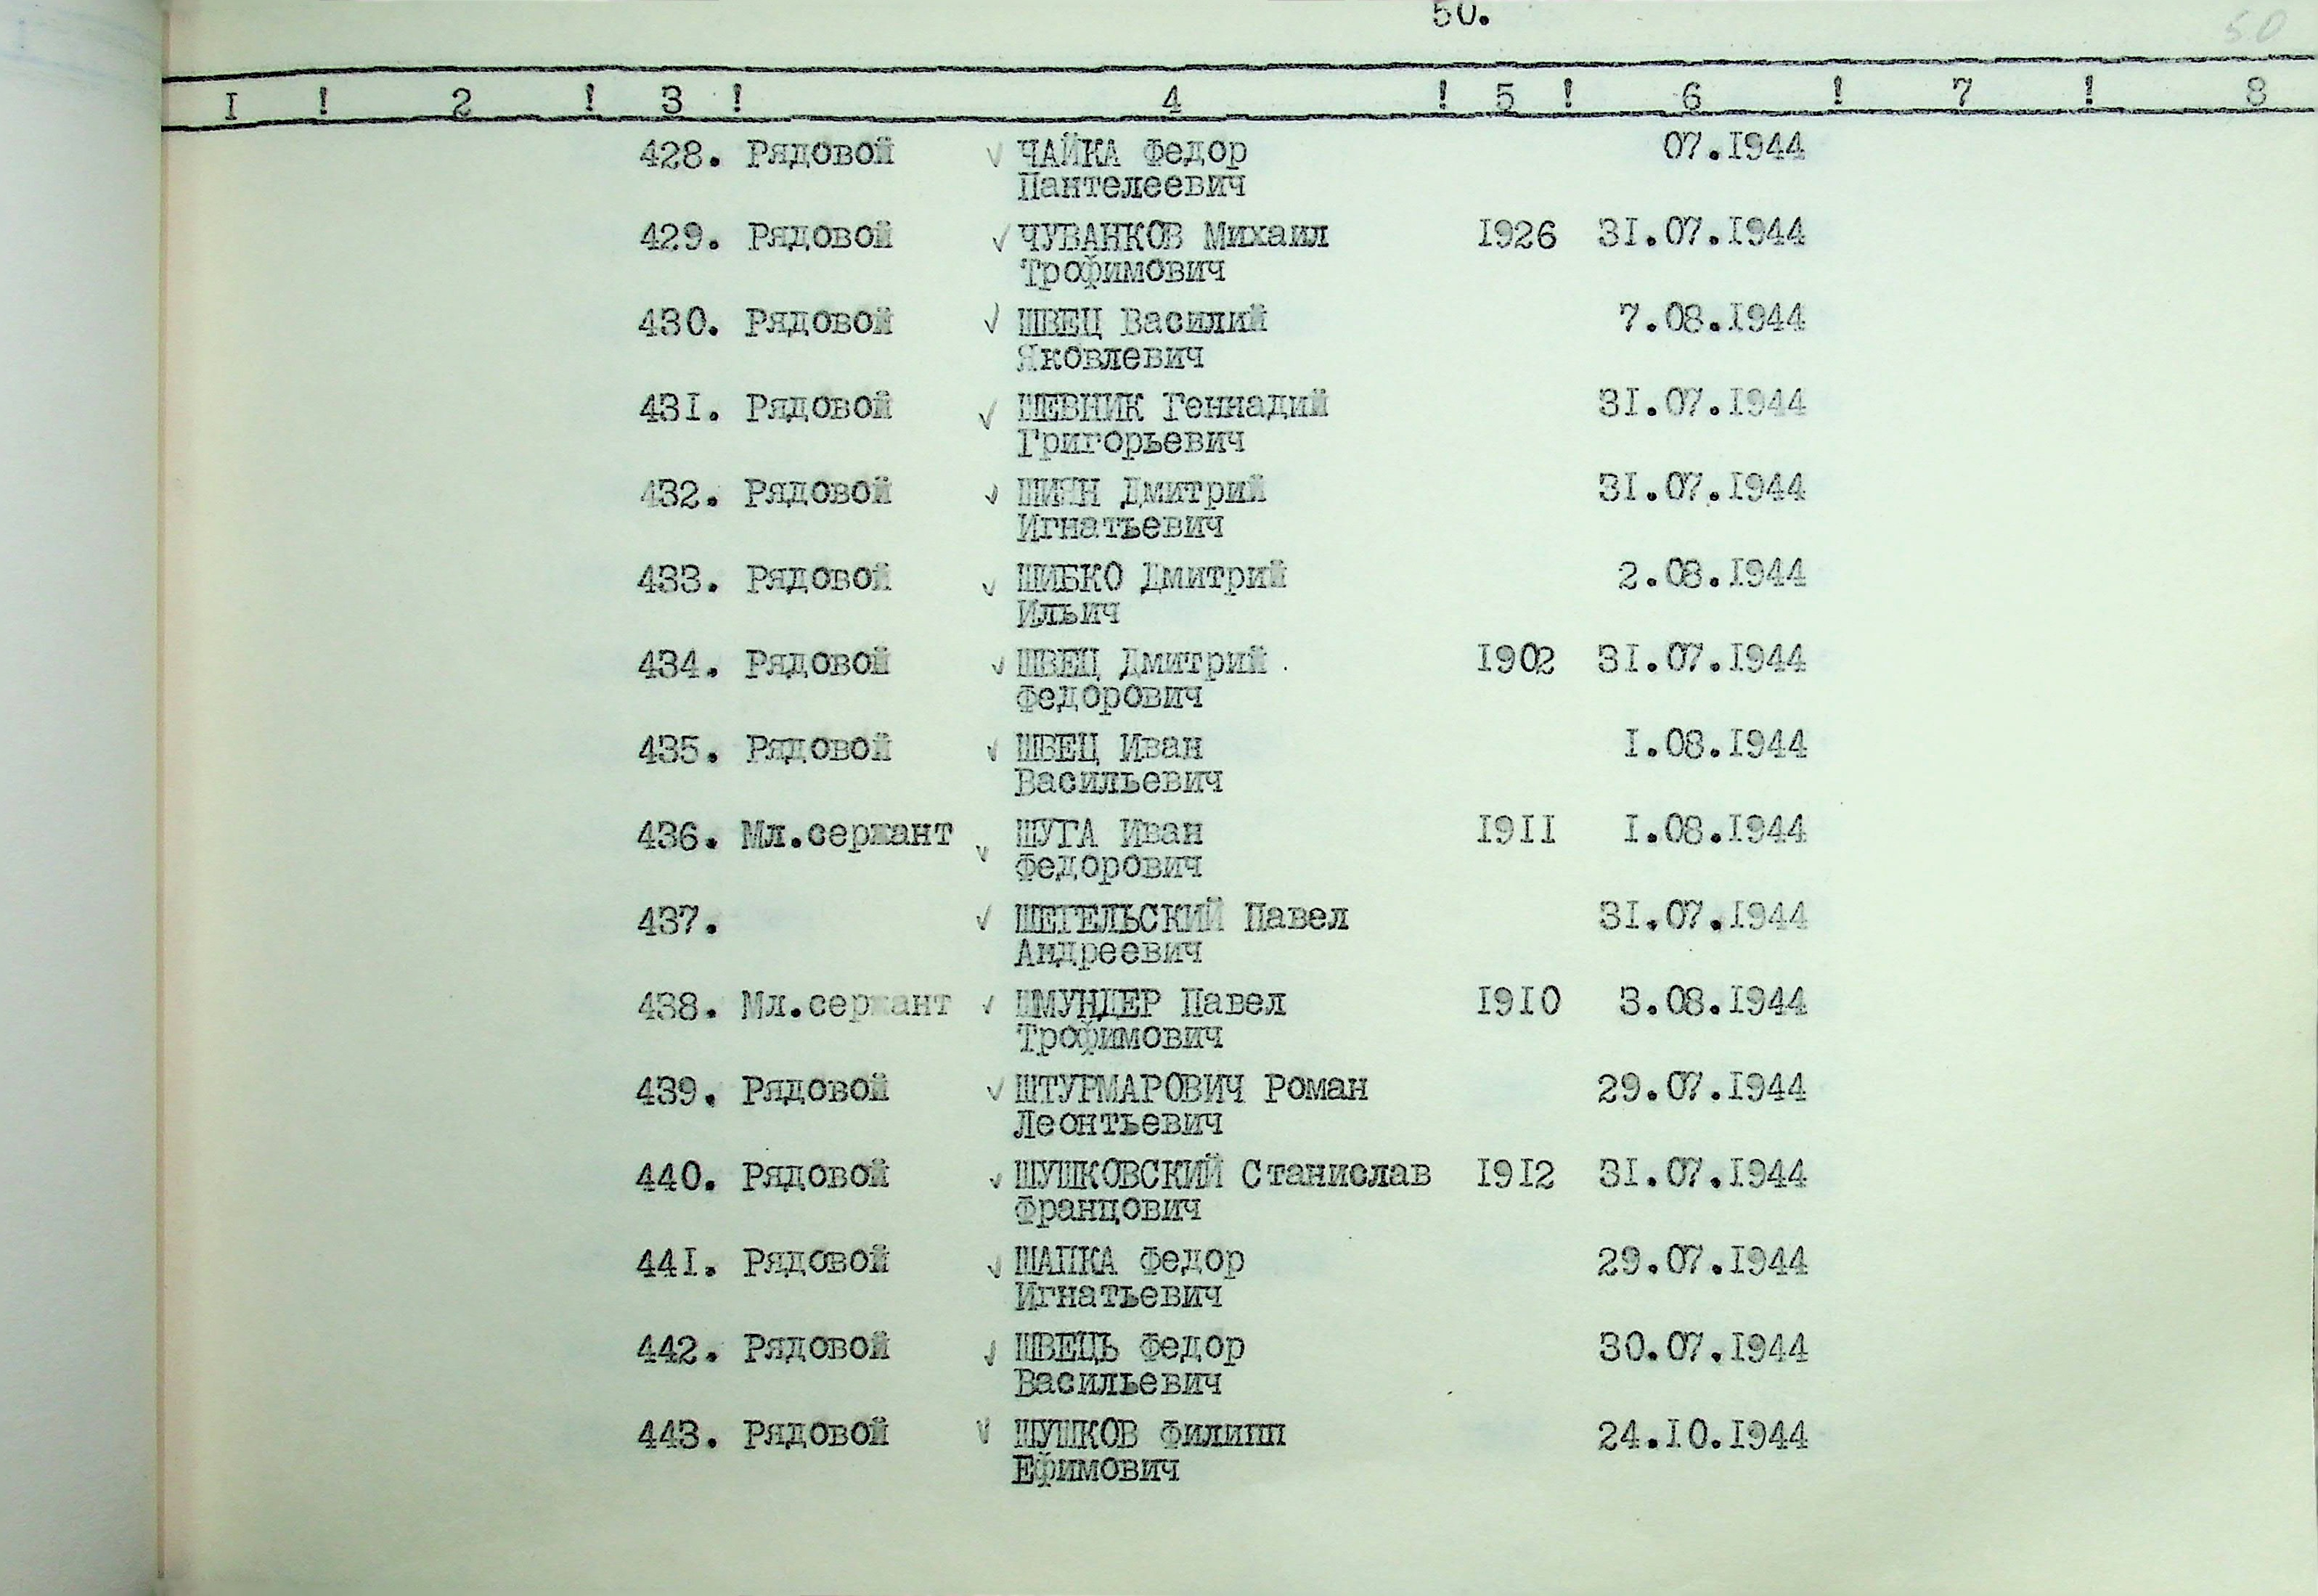 50.
50
I ! 2 ! 3 ! 4 ! 5 ! 6 ! 7 ! 8
428. Рядовой ЧАЙКА Федор 07.1944
Пантелеевич
429. Рядовой ЧУВАНКОВ Михаил 1926 31.07.1944
Трофимович
430. Рядовой ШВЕЦ Василий 7.08.1944
Яковлевич
431. Рядовой ШЕВНИК Геннадий 31.07.1944
Григорьевич
432. Рядовой ШИЯН Дмитрий 31.07.1944
Игнатьевич
433. Рядовой ШИБКО Дмитрий 2.08.1944
Ильич
434. Рядовой ШВЕЦ Дмитрий 1902 31.07.1944
Федорович
435. Рядовой ШВЕЦ Иван 1.08.1944
Васильевич
436. Мл.сержант ШУГА Иван 1911 1.08.1944
Федорович
437. ШЕГЕЛЬСКИЙ Павел 31.07.1944
Андреевич
438. Мл.сержант ШМУНДЕР Павел 1910 3.08.1944
Трофимович
439. Рядовой ШТУРМАРОВИЧ Роман 29.07.1944
Леонтьевич
440. Рядовой ШУШКОВСКИЙ Станислав 1912 31.07.1944
Францович
441. Рядовой ШАПКА Федор 29.07.1944
Игнатьевич
442. Рядовой ШВЕЦЬ Федор 30.07.1944
Васильевич
443. Рядовой ШУШКОВ Филипп 24.10.1944
Ефимович